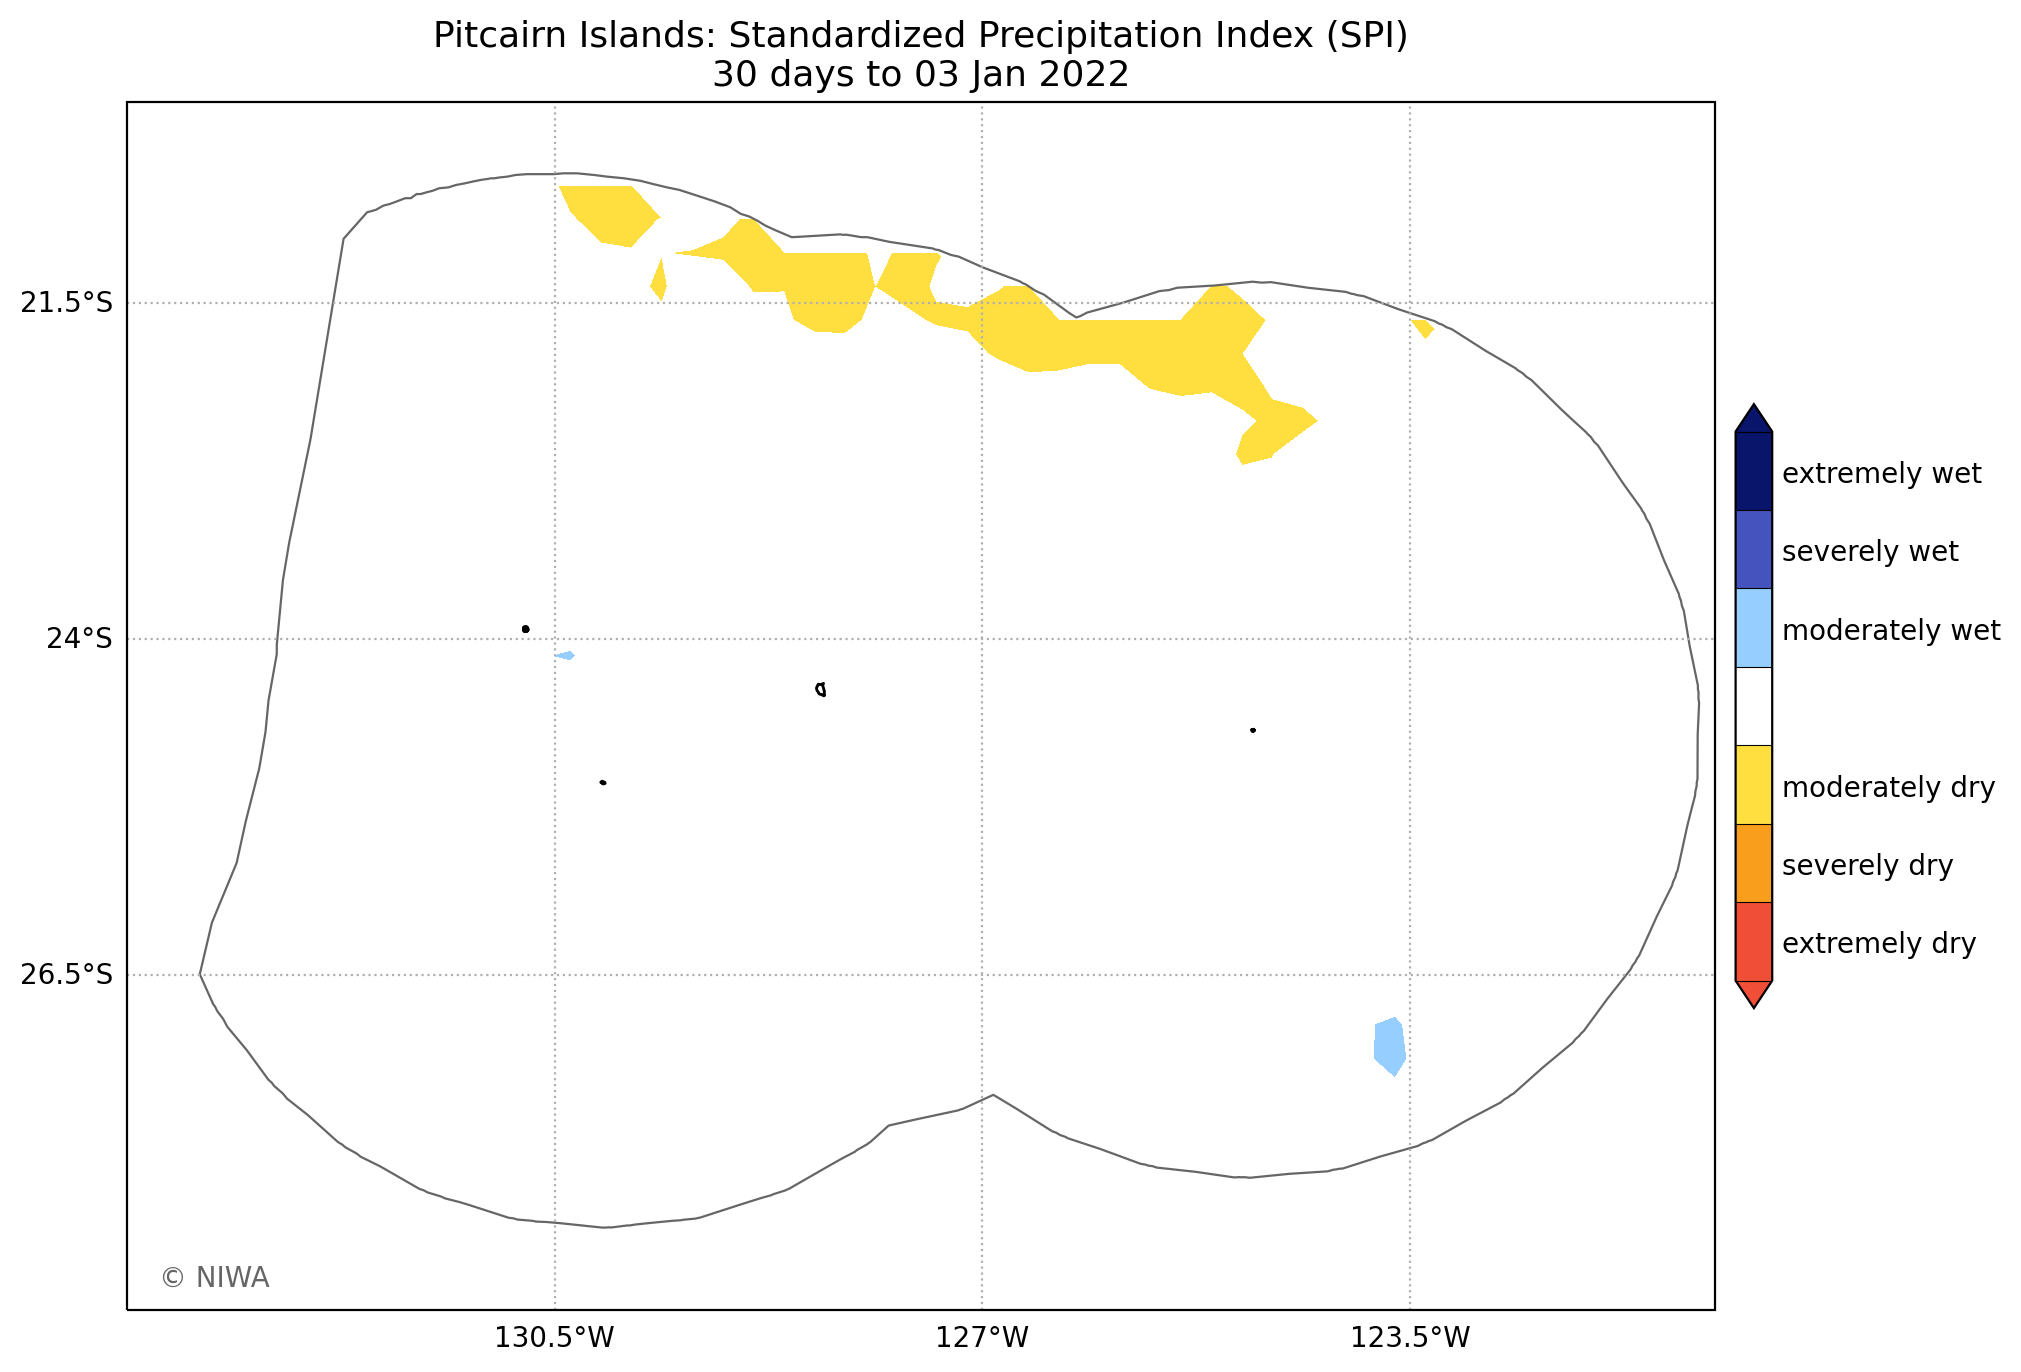 Pitcairn Islands: Standardized Precipitation Index (SPI)
30 days to 03 Jan 2022
21.5°S
24°S
26.5°S
130.5°W
127°W
123.5°W
extremely wet
severely wet
moderately wet
moderately dry
severely dry
extremely dry
© NIWA